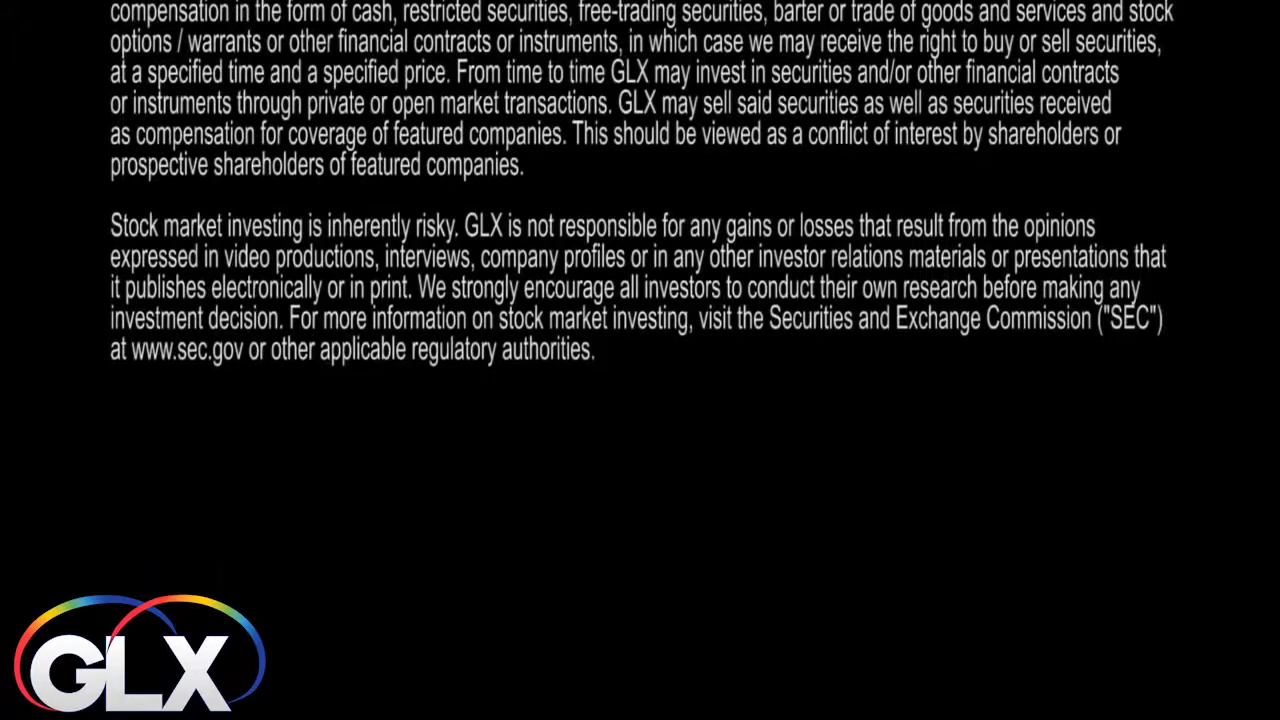 compensation in the form of cash, restricted securities, free-trading securities, barter or trade of goods and services and stock
options / warrants or other financial contracts or instruments, in which case we may receive the right to buy or sell securities,
at a specified time and a specified price. From time to time GLX may invest in securities and/or other financial contracts
or instruments through private or open market transactions. GLX may sell said securities as well as securities received
as compensation for coverage of featured companies. This should be viewed as a conflict of interest by shareholders or
prospective shareholders of featured companies.
Stock market investing is inherently risky. GLX is not responsible for any gains or losses that result from the opinions
expressed in video productions, interviews, company profiles or in any other investor relations materials or presentations that
it publishes electronically or in print. We strongly encourage all investors to conduct their own research before making any
investment decision. For more information on stock market investing, visit the Securities and Exchange Commission ("SEC")
at www.sec.gov or other applicable regulatory authorities.
GLX